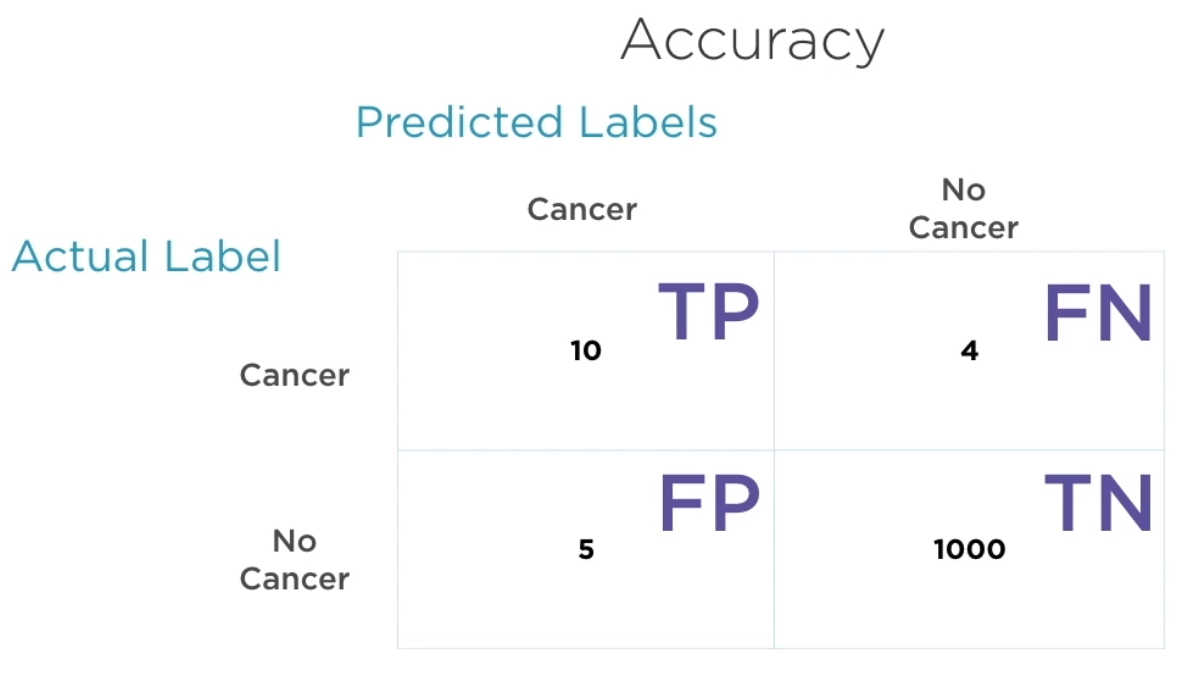 Accuracy
Predicted Labels
Cancer
No
Cancer
Actual Label
TP
FN
10
4
Cancer
FP
TN
No
Cancer
5
1000